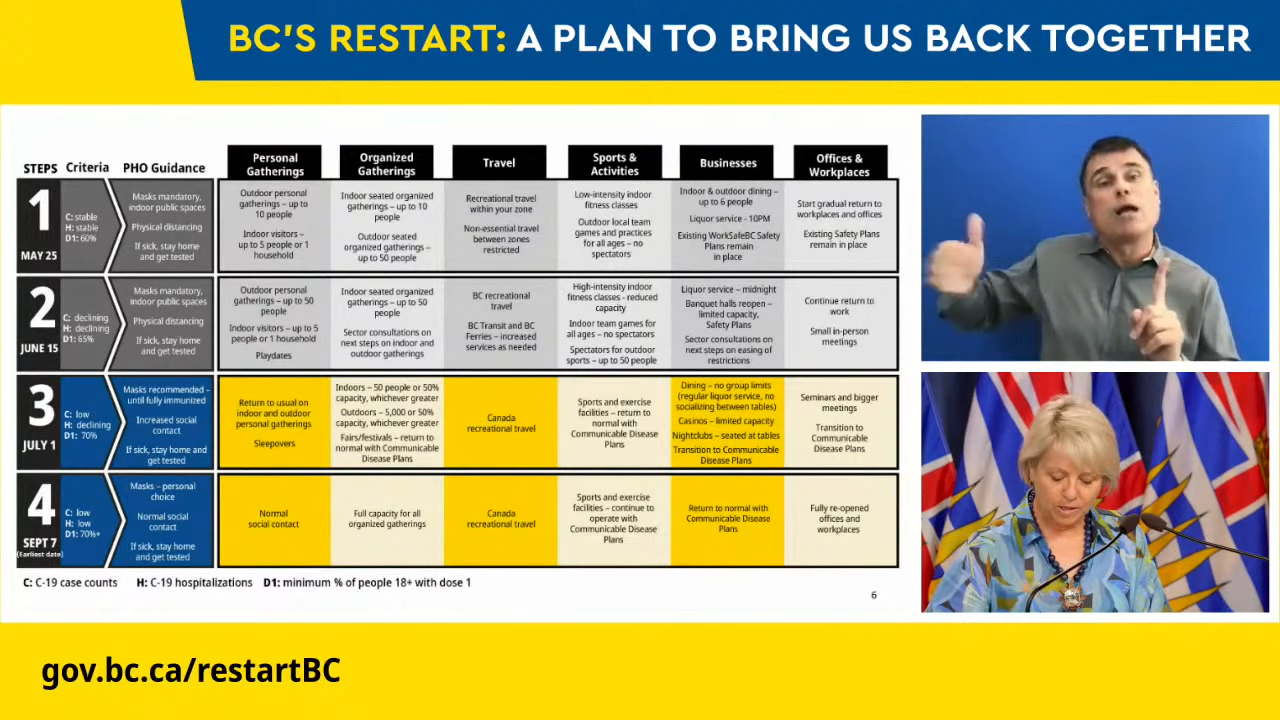 BC'S RESTART: A PLAN TO BRING US BACK TOGETHER
STEPS
Criteria
PHO Guidance
Personal
Gatherings
Organized
Gatherings
Travel
Sports &
Activities
Businesses
Offices &
Workplaces
1
MAY 25
C: stable
H: stable
D1: 60%
Masks mandatory,
indoor public spaces
Physical distancing
If sick, stay home
and get tested
Outdoor personal
gatherings – up to
10 people
Indoor visitors –
up to 5 people or 1
household
Indoor seated organized
gatherings – up to 10
people
Outdoor seated
organized gatherings –
up to 50 people
Recreational travel
within your zone
Non-essential travel
between zones
restricted
Low-intensity indoor
fitness classes
Outdoor local team
games and practices
for all ages – no
spectators
Indoor & outdoor dining –
up to 6 people
Liquor service - 10PM
Existing WorkSafeBC Safety
Plans remain
in place
Start gradual return to
workplaces and offices
Existing Safety Plans
remain in place
2
JUNE 15
C: declining
H: declining
D1: 65%
Masks mandatory,
indoor public spaces
Physical distancing
If sick, stay home
and get tested
Outdoor personal
gatherings – up to 50
people
Indoor visitors – up to 5
people or 1 household
Playdates
Indoor seated organized
gatherings – up to 50
people
Sector consultations on
next steps on indoor and
outdoor gatherings
BC recreational
travel
BC Transit and BC
Ferries – increased
services as needed
High-intensity indoor
fitness classes - reduced
capacity
Indoor team games for
all ages – no spectators
Spectators for outdoor
sports – up to 50 people
Liquor service – midnight
Banquet halls reopen –
limited capacity,
Safety Plans
Sector consultations on
next steps on easing of
restrictions
Continue return to
work
Small in-person
meetings
3
JULY 1
C: low
H: declining
D1: 70%
Masks recommended –
until fully immunized
Increased social
contact
If sick, stay home and
get tested
Return to usual on
indoor and outdoor
personal gatherings
Sleepovers
Indoors – 50 people or 50%
capacity, whichever greater
Outdoors – 5,000 or 50%
capacity, whichever greater
Fairs/festivals – return to
normal with Communicable
Disease Plans
Canada
recreational travel
Sports and exercise
facilities – return to
normal with
Communicable Disease
Plans
Dining – no group limits
(regular liquor service, no
socializing between tables)
Casinos – limited capacity
Nightclubs – seated at tables
Transition to Communicable
Disease Plans
Seminars and bigger
meetings
Transition to
Communicable
Disease Plans
4
SEPT 7
(Earliest date)
C: low
H: low
D1: 70%+
Masks – personal
choice
Normal social
contact
If sick, stay home
and get tested
Normal
social contact
Full capacity for all
organized gatherings
Canada
recreational travel
Sports and exercise
facilities – continue to
operate with
Communicable Disease
Plans
Return to normal with
Communicable Disease
Plans
Fully re-opened
offices and
workplaces
C: C-19 case counts H: C-19 hospitalizations D1: minimum % of people 18+ with dose 1
6
gov.bc.ca/restartBC